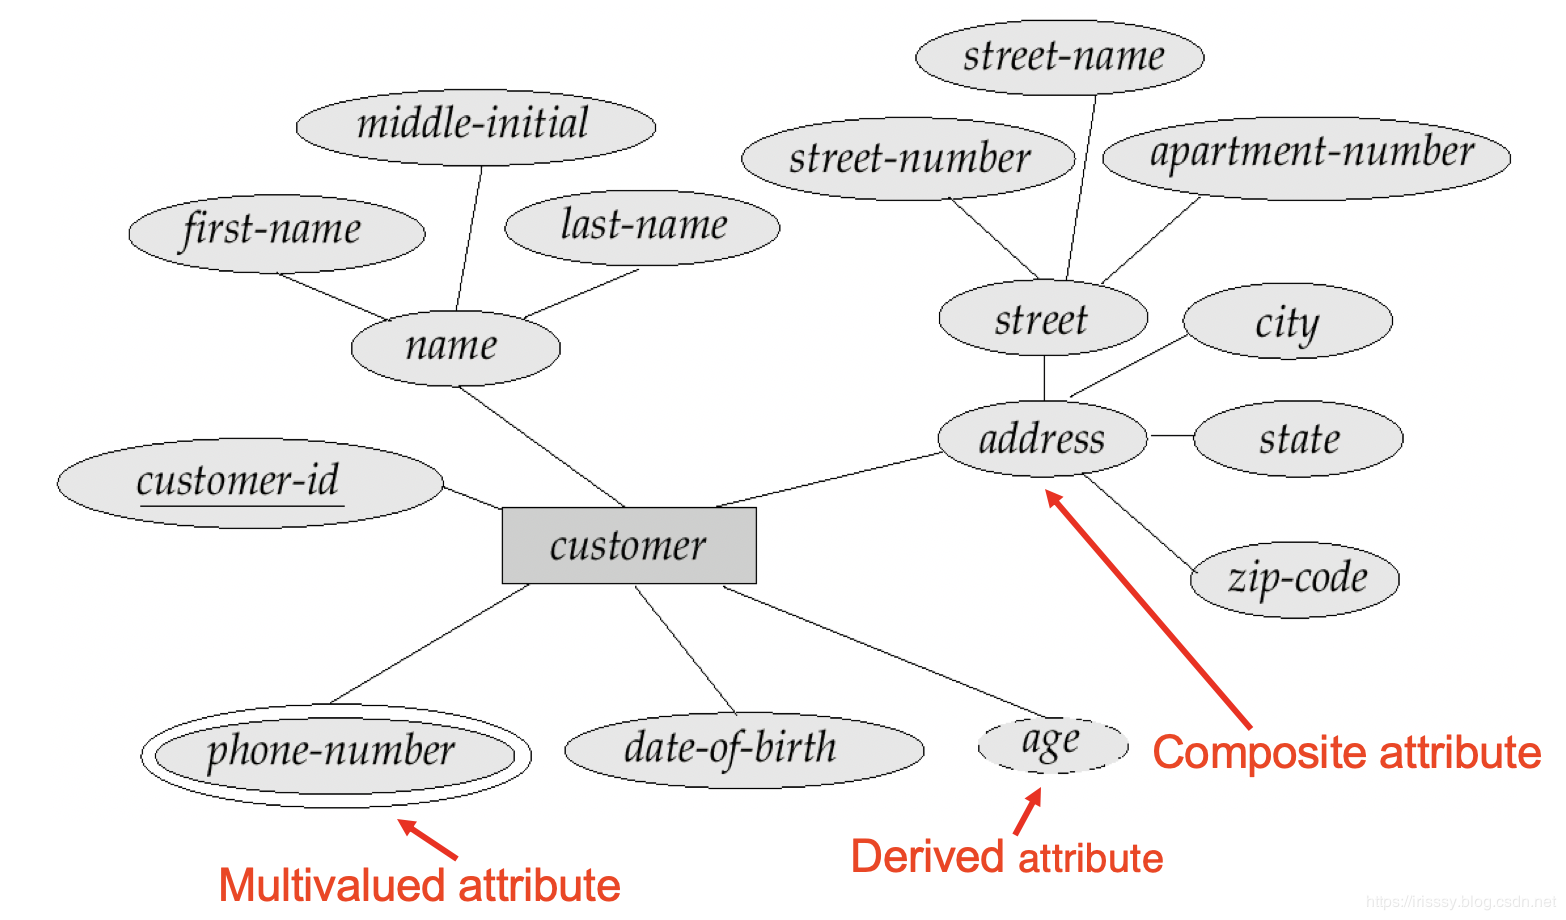 street-name
middle-initial
street-number
apartment-number
first-name
last-name
street
city
name
address
state
customer-id
customer
zip-code
phone-number
date-of-birth
age
Composite attribute
Derived attribute
Multivalued attribute
https://irisssy.blog.csdn.net